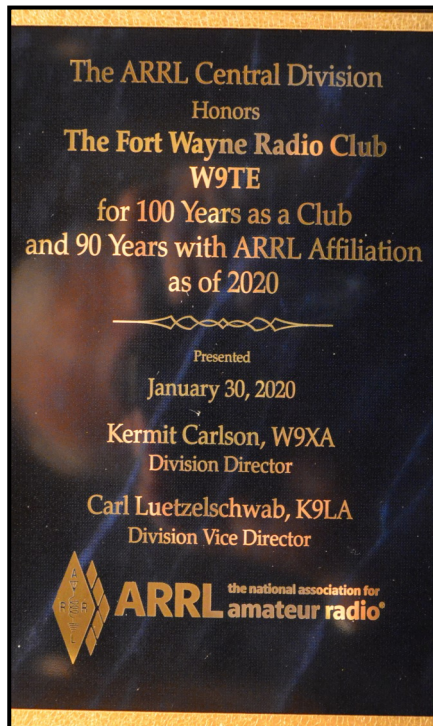 The ARRL Central Division
Honors
The Fort Wayne Radio Club
W9TE
for 100 Years as a Club
and 90 Years with ARRL Affiliation
as of 2020
Presented
January 30, 2020
Kermit Carlson, W9XA
Division Director
Carl Luetzelschwab, K9LA
Division Vice Director
ARRL the national association for
amateur radio®